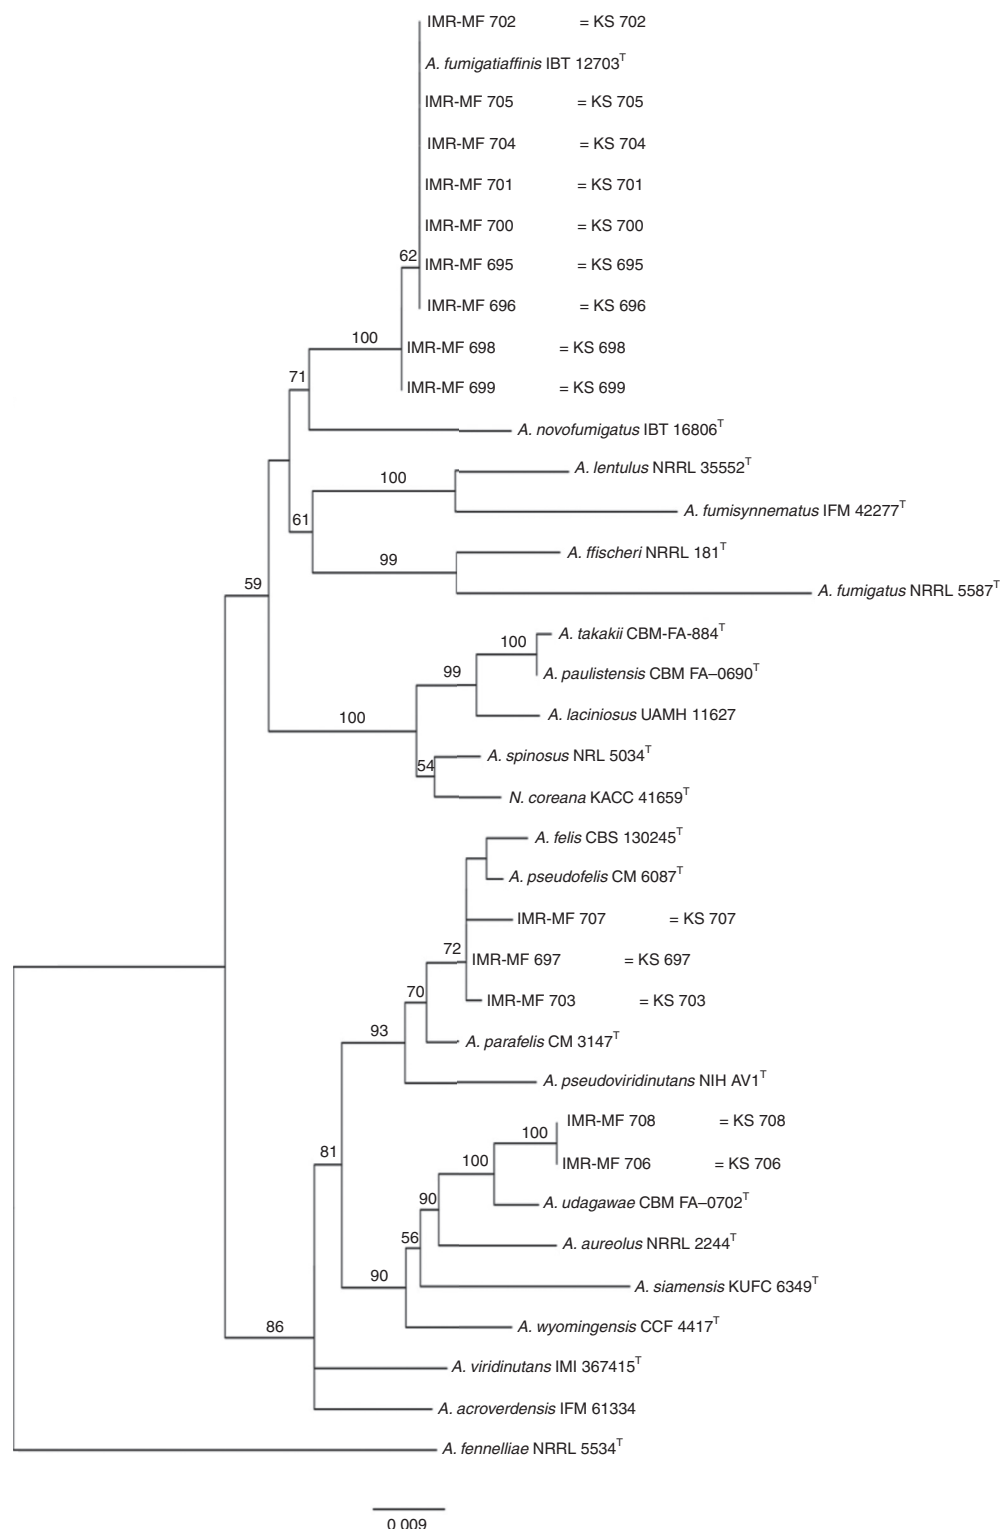 IMR-MF 702 = KS 702
A. fumigatiaffinis IBT 12703T
IMR-MF 705 = KS 705
IMR-MF 704 = KS 704
IMR-MF 701 = KS 701
IMR-MF 700 = KS 700
62
IMR-MF 695 = KS 695
IMR-MF 696 = KS 696
100
IMR-MF 698 = KS 698
71
IMR-MF 699 = KS 699
A. novofumigatus IBT 16806T
A. lentulus NRRL 35552T
100
A. fumisynnematus IFM 42277T
61
A. ffischeri NRRL 181T
99
59
A. fumigatus NRRL 5587T
A. takakii CBM-FA-884T
100
99
A. paulistensis CBM FA–0690T
100
A. laciniosus UAMH 11627
A. spinosus NRL 5034T
54
N. coreana KACC 41659T
A. felis CBS 130245T
A. pseudofelis CM 6087T
IMR-MF 707 = KS 707
72
IMR-MF 697 = KS 697
70
IMR-MF 703 = KS 703
93
A. parafelis CM 3147T
A. pseudoviridinutans NIH AV1T
IMR-MF 708 = KS 708
100
81
100
IMR-MF 706 = KS 706
90
A. udagawae CBM FA–0702T
56
A. aureolus NRRL 2244T
90
A. siamensis KUFC 6349T
86
A. wyomingensis CCF 4417T
A. viridinutans IMI 367415T
A. acroverdensis IFM 61334
A. fennelliae NRRL 5534T
0.009